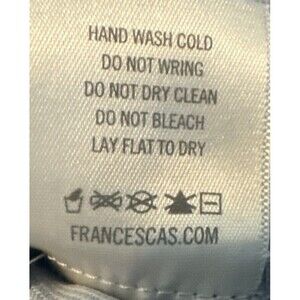 HAND WASH COLD
DO NOT WRING
DO NOT DRY CLEAN
DO NOT BLEACH
LAY FLAT TO DRY
FRANCESCAS.COM